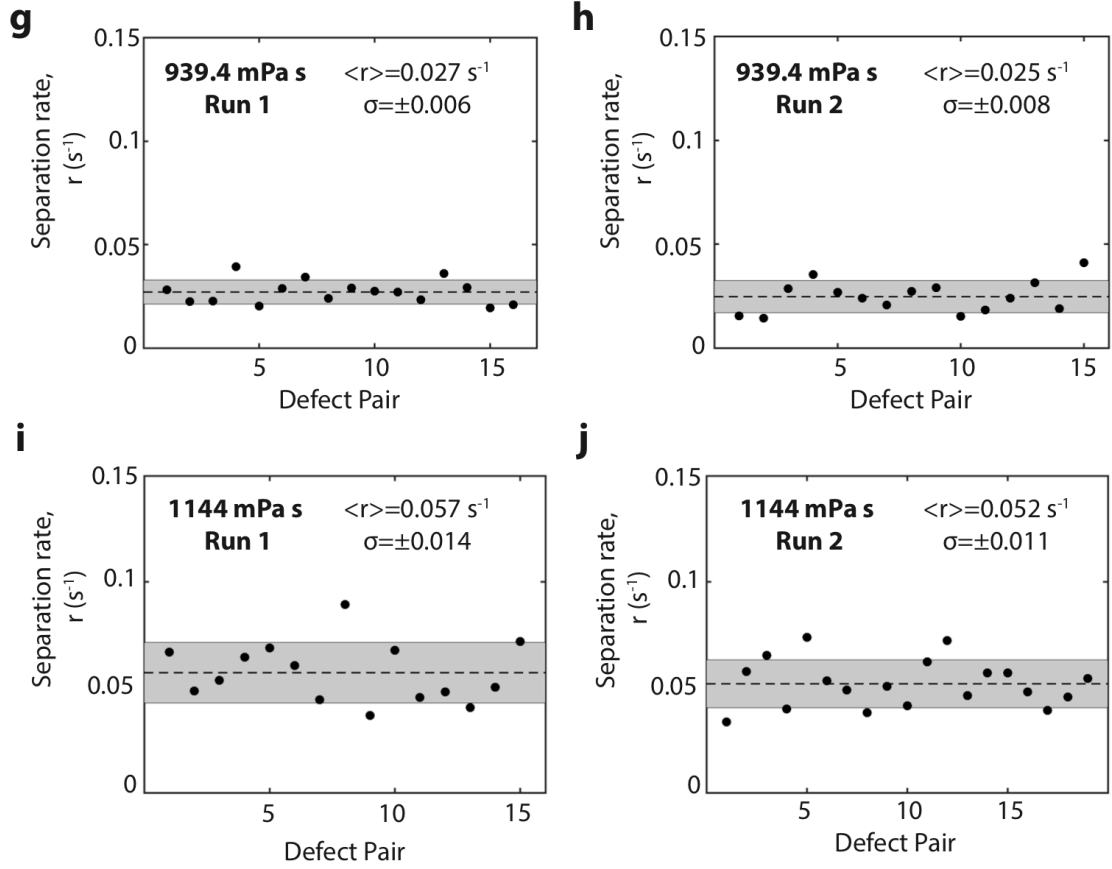 g
0.15
0.1
0.05
0
Separation rate,
r (s⁻¹)
939.4 mPa s
Run 1
<r>=0.027 s⁻¹
σ=±0.006
5
10
15
Defect Pair
h
0.15
0.1
0.05
0
Separation rate,
r (s⁻¹)
939.4 mPa s
Run 2
<r>=0.025 s⁻¹
σ=±0.008
5
10
15
Defect Pair
i
0.15
0.1
0.05
0
Separation rate,
r (s⁻¹)
1144 mPa s
Run 1
<r>=0.057 s⁻¹
σ=±0.014
5
10
15
Defect Pair
j
0.15
0.1
0.05
0
Separation rate,
r (s⁻¹)
1144 mPa s
Run 2
<r>=0.052 s⁻¹
σ=±0.011
5
10
15
Defect Pair